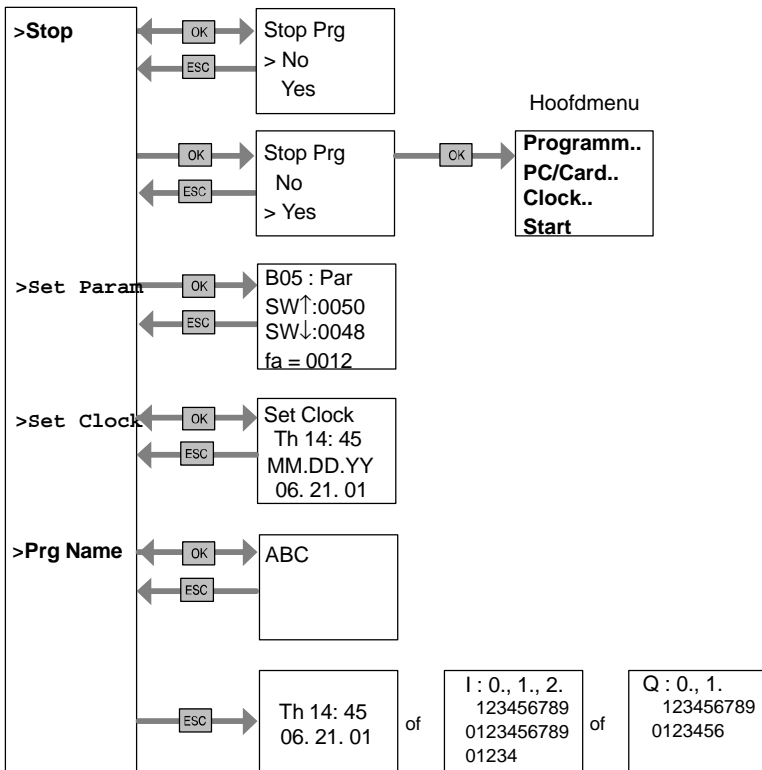 >Stop
OK
ESC
Stop Prg
> No
Yes
OK
ESC
Stop Prg
No
> Yes
OK
Hoofdmenu
Programm..
PC/Card..
Clock..
Start
>Set Param
OK
ESC
B05 : Par
SW↑:0050
SW↓:0048
fa = 0012
>Set Clock
OK
ESC
Set Clock
Th 14: 45
MM.DD.YY
06. 21. 01
>Prg Name
OK
ESC
ABC
ESC
Th 14: 45
06. 21. 01
of
I : 0., 1., 2.
123456789
0123456789
01234
of
Q : 0., 1.
123456789
0123456